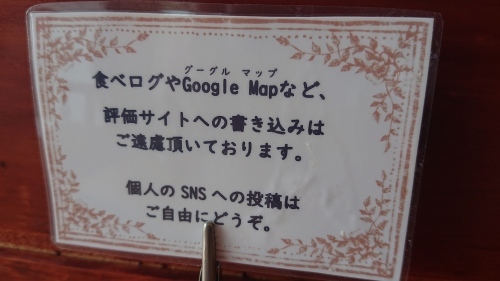 グーグル マップ
食べログやGoogle Mapなど、
評価サイトへの書き込みは
ご遠慮頂いております。
個人のSNSへの投稿は
ご自由にどうぞ。